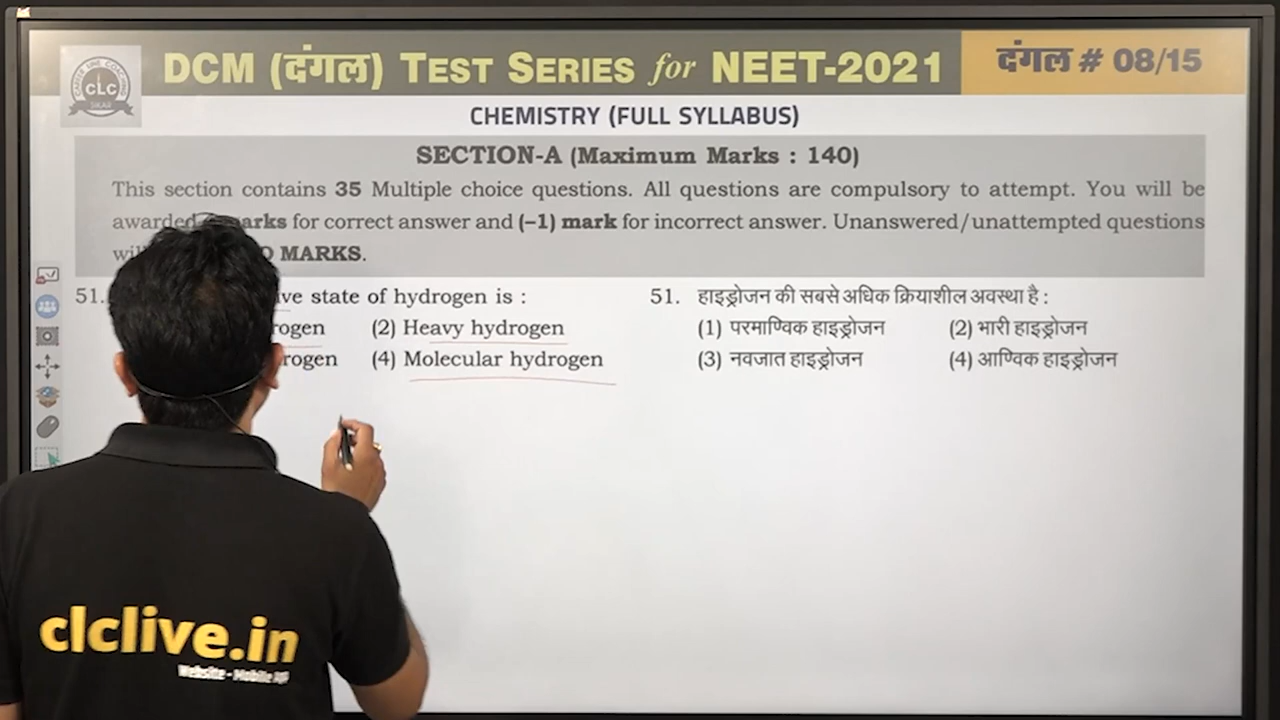 DCM (दंगल) TEST SERIES for NEET-2021
दंगल # 08/15
CLC
SIKAR
CHEMISTRY (FULL SYLLABUS)
SECTION-A (Maximum Marks : 140)
This section contains 35 Multiple choice questions. All questions are compulsory to attempt. You will be
awarded marks for correct answer and (–1) mark for incorrect answer. Unanswered/unattempted questions
MARKS.
51. state of hydrogen is :
(2) Heavy hydrogen
(4) Molecular hydrogen
51. हाइड्रोजन की सबसे अधिक क्रियाशील अवस्था है :
(1) परमाण्विक हाइड्रोजन (2) भारी हाइड्रोजन
(3) नवजात हाइड्रोजन (4) आण्विक हाइड्रोजन
clclive.in
Website - Mobile